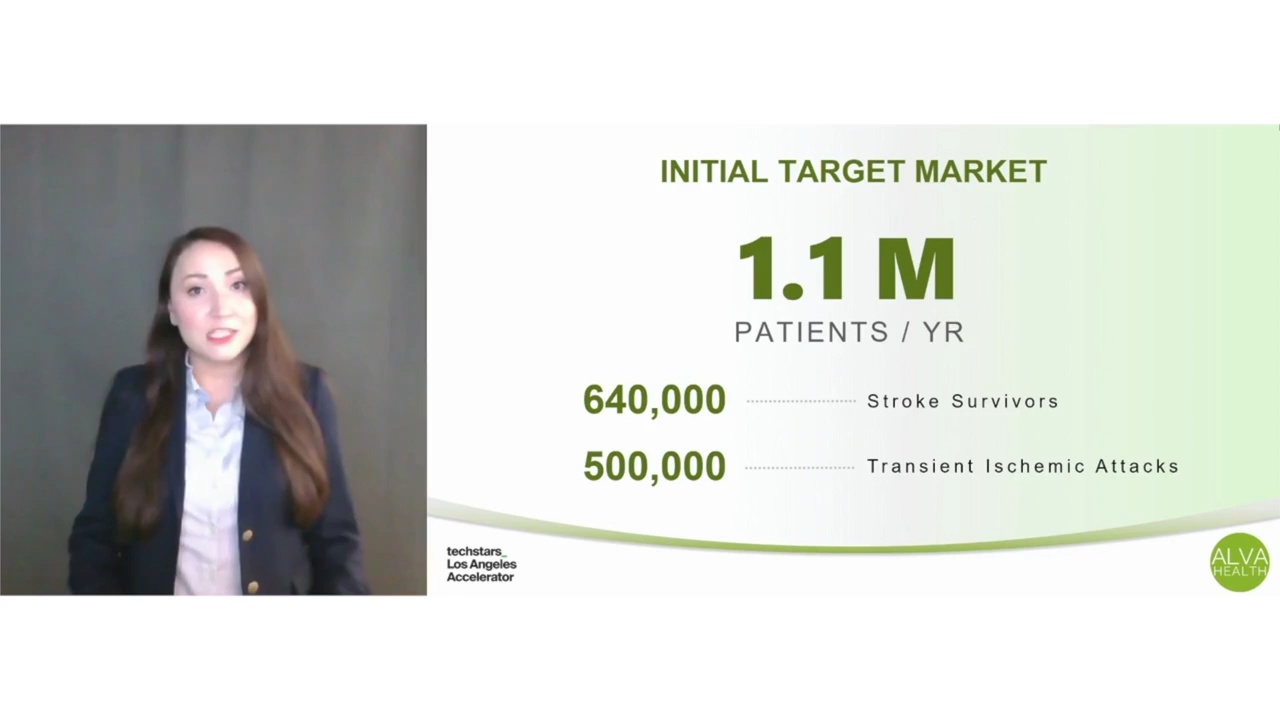 INITIAL TARGET MARKET
1.1 M
PATIENTS / YR
640,000 Stroke Survivors
500,000 Transient Ischemic Attacks
techstars_
Los Angeles
Accelerator
ALVA
HEALTH